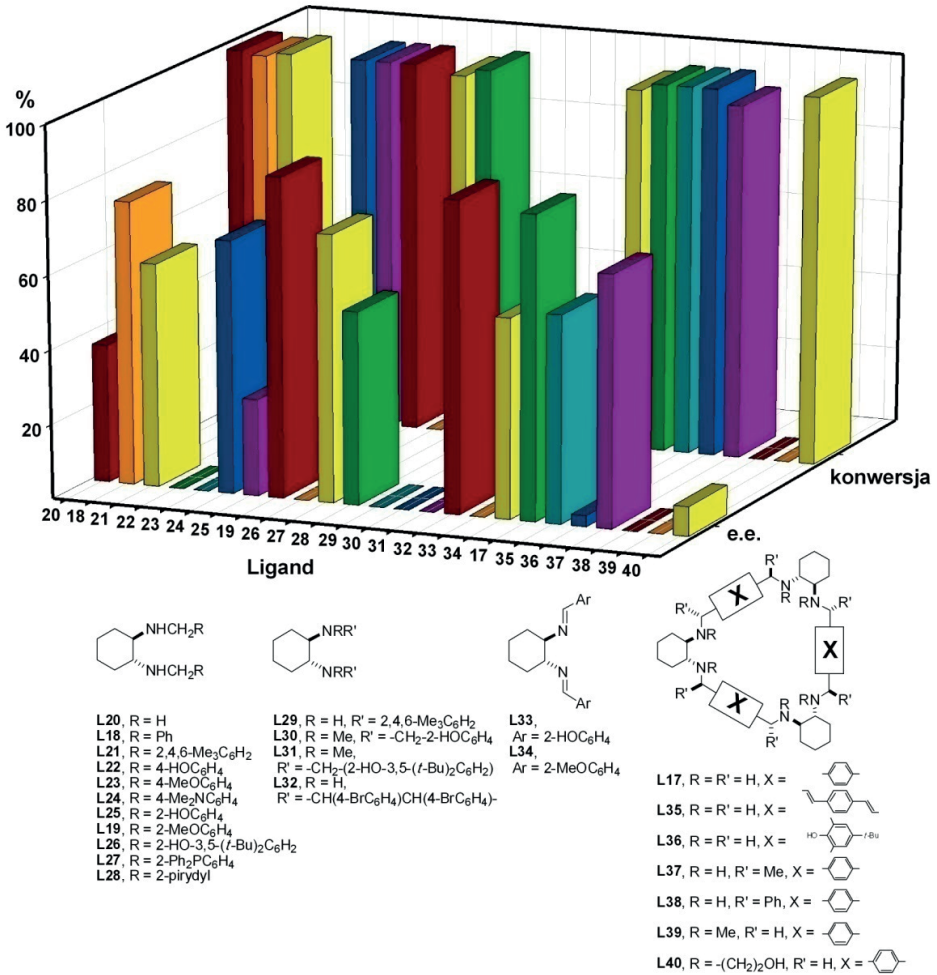 %
100
80
60
40
20
20 18 21 22 23 24 25 19 26 27 28 29 30 31 32 33 34 17 35 36 37 38 39 40
Ligand
e.e.
konwersja
NHCH₂R
NHCH₂R
L20, R = H
L18, R = Ph
L21, R = 2,4,6-Me₃C₆H₂
L22, R = 4-HOC₆H₄
L23, R = 4-MeOC₆H₄
L24, R = 4-Me₂NC₆H₄
L25, R = 2-HOC₆H₄
L19, R = 2-MeOC₆H₄
L26, R = 2-HO-3,5-(t-Bu)₂C₆H₂
L27, R = 2-Ph₂PC₆H₄
L28, R = 2-pirydyl
NRR'
NRR'
L29, R = H, R' = 2,4,6-Me₃C₆H₂
L30, R = Me, R' = -CH₂-2-HOC₆H₄
L31, R = Me,
R' = -CH₂-(2-HO-3,5-(t-Bu)₂C₆H₂)
L32, R = H,
R' = -CH(4-BrC₆H₄)CH(4-BrC₆H₄)-
Ar
N
N
Ar
L33,
Ar = 2-HOC₆H₄
L34,
Ar = 2-MeOC₆H₄
R' R
X N RN
R' R'
NR X
NR R
R' X N RN R'
R'
L17, R = R' = H, X =
L35, R = R' = H, X =
L36, R = R' = H, X = HO t-Bu
L37, R = H, R' = Me, X =
L38, R = H, R' = Ph, X =
L39, R = Me, R' = H, X =
L40, R = -(CH₂)₂OH, R' = H, X =